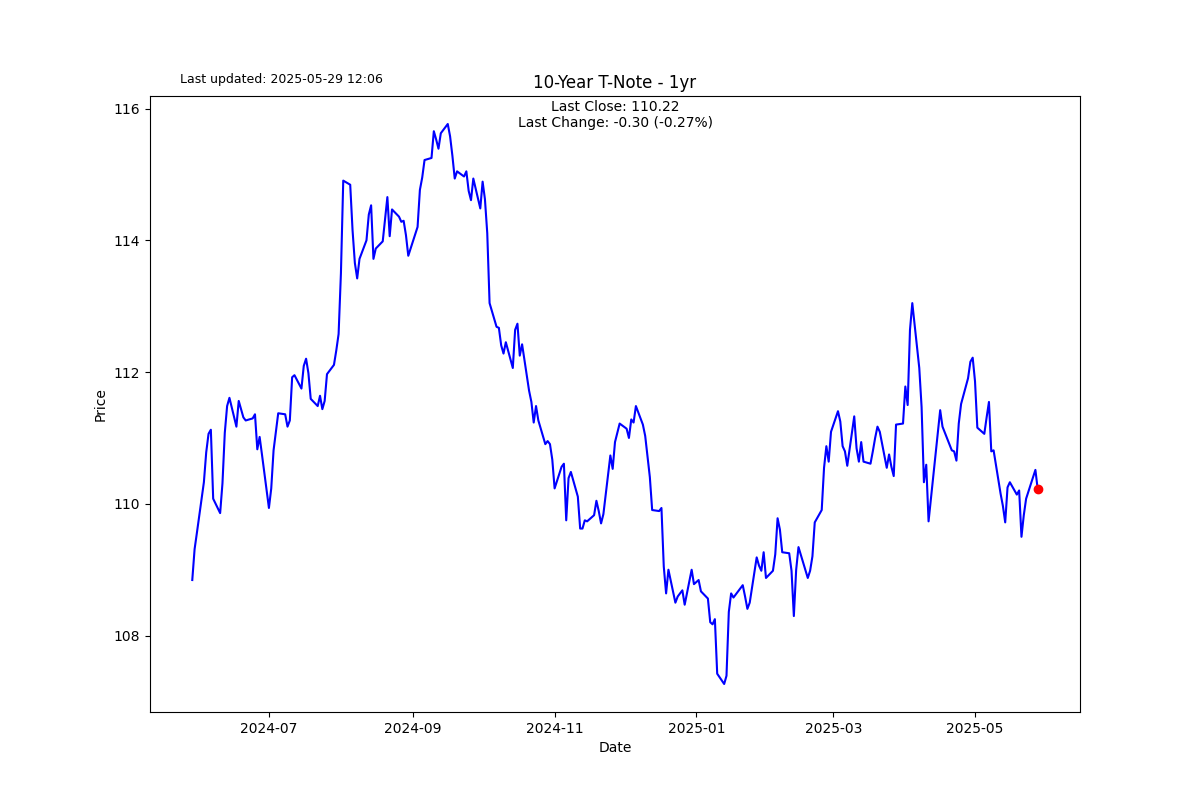 Last updated: 2025-05-29 12:06
10-Year T-Note - 1yr
Last Close: 110.22
Last Change: -0.30 (-0.27%)
116
114
112
110
108
Price
2024-07
2024-09
2024-11
2025-01
2025-03
2025-05
Date